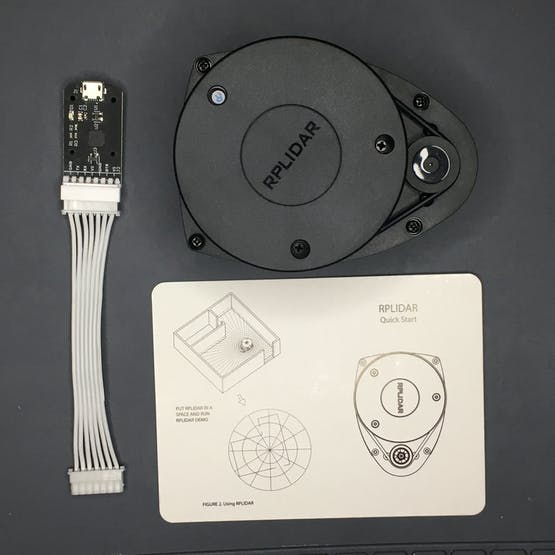 RPLIDAR
RPLIDAR
Quick Start
PUT RPLIDAR IN A
SPACE AND RUN
RPLIDAR DEMO
RPLIDAR
FIGURE 2. Using RPLIDAR